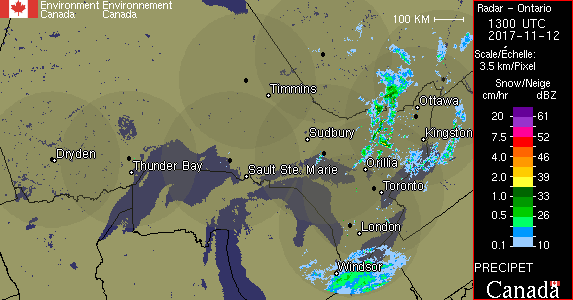 Environment Environnement
Canada Canada
100 KM
Timmins
Ottawa
Sudbury
Kingston
Dryden
Thunder Bay
Sault Ste. Marie
Orillia
Toronto
London
Windsor
Radar - Ontario
1300 UTC
2017-11-12
Scale/Échelle:
3.5 km/Pixel
Snow/Neige
cm/hr dBZ
20 61
7.5 52
4.0 46
2.0 39
1.0 33
0.5 26
0.1 10
PRECIPET
Canada